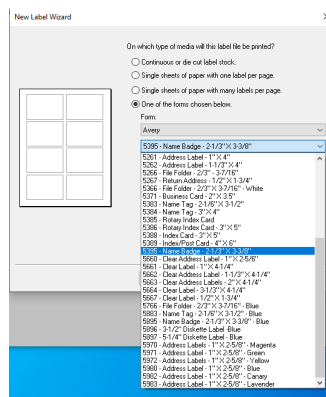 New Label Wizard
On which type of media will this label file be printed?
Continuous or die cut label stock.
Single sheets of paper with one label per page.
Single sheets of paper with many labels per page.
One of the forms chosen below.
Form:
Avery
5395 - Name Badge - 2-1/3" X 3-3/8"
5261 - Address Label - 1" X 4"
5262 - Address Label - 1-1/3" X 4"
5266 - File Folder - 2/3" - 3-7/16"
5267 - Return Address - 1/2" X 1-3/4"
5366 - File Folder - 2/3" X 3-7/16" - White
5371 - Business Card - 2" X 3.5"
5383 - Name Tag - 2-1/6" X 3-1/2"
5384 - Name Tag - 3" X 4"
5385 - Rotary Index Card
5386 - Rotary Index Card - 3" X 5"
5388 - Index Card - 3" X 5"
5389 - Index/Post Card - 4" X 6"
5395 - Name Badge - 2-1/3" X 3-3/8"
5660 - Clear Address Label - 1" X 2-5/6"
5661 - Clear Label - 1" X 4-1/4"
5662 - Clear Address Label - 1-1/3" X 4-1/4"
5663 - Clear Address Labels - 2" X 4-1/4"
5664 - Clear Label - 3-1/3" X 4-1/4"
5667 - Clear Label - 1/2" X 1-3/4"
5766 - File Folder - 2/3" X 3-7/16" - Blue
5883 - Name Tag - 2-1/6" X 3-1/2" - Blue
5895 - Name Badge - 2-1/3" X 3-3/8" - Blue
5896 - 3-1/2" Diskette Label -Blue
5897 - 5-1/4" Diskette Label - Blue
5970 - Address Labels - 1" X 2-5/8" - Magenta
5971 - Address Labels - 1" X 2-5/8" - Green
5972 - Address Labels - 1" X 2-5/8" - Yellow
5980 - Address Labels - 1" X 2-5/8" - Blue
5982 - Address Labels - 1" X 2-5/8" - Canary
5983 - Address Labels - 1" X 2-5/8" - Lavender